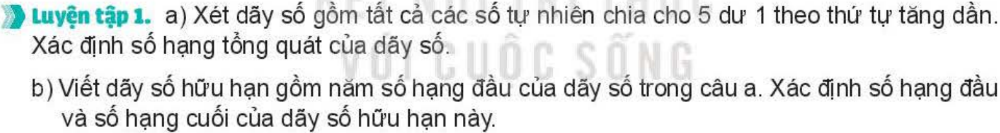 Luyện tập 1. a) Xét dãy số gồm tất cả các số tự nhiên chia cho 5 dư 1 theo thứ tự tăng dần.
Xác định số hạng tổng quát của dãy số.
VỚI CUỘC SỐNG
b) Viết dãy số hữu hạn gồm năm số hạng đầu của dãy số trong câu a. Xác định số hạng đầu
và số hạng cuối của dãy số hữu hạn này.